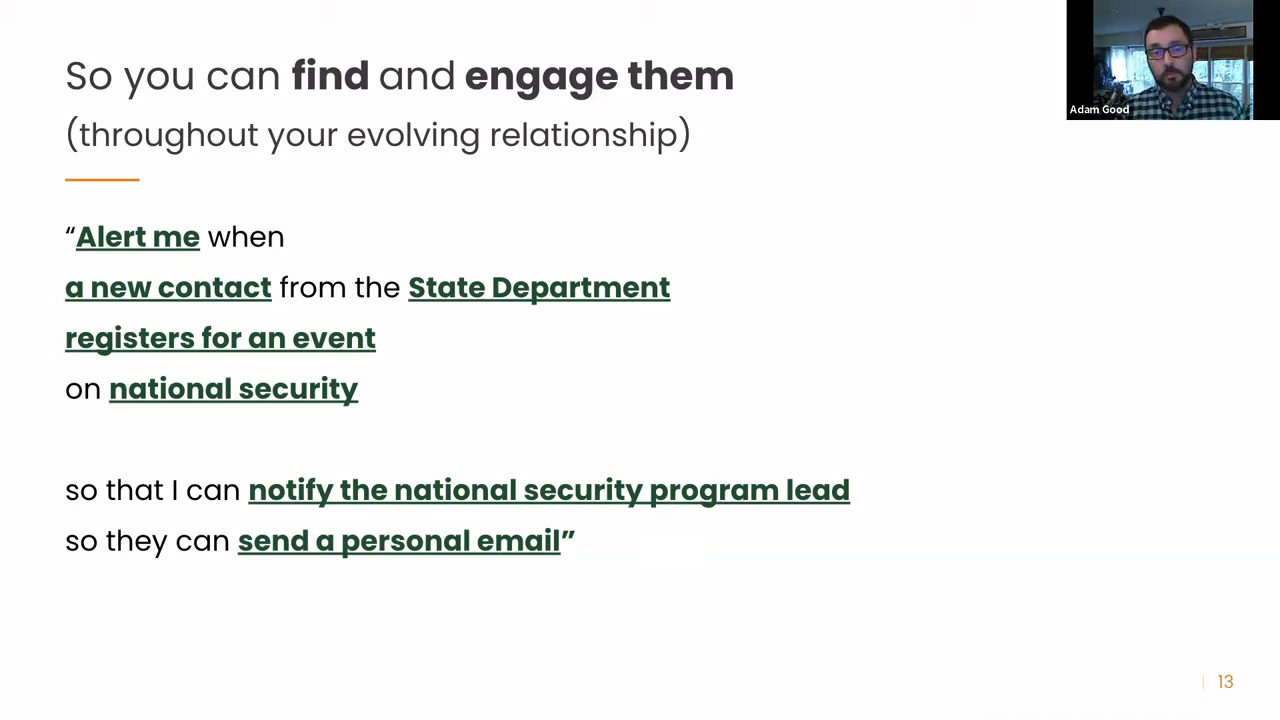 So you can find and engage them
(throughout your evolving relationship)
“Alert me when
a new contact from the State Department
registers for an event
on national security
so that I can notify the national security program lead
so they can send a personal email”
Adam Good
13